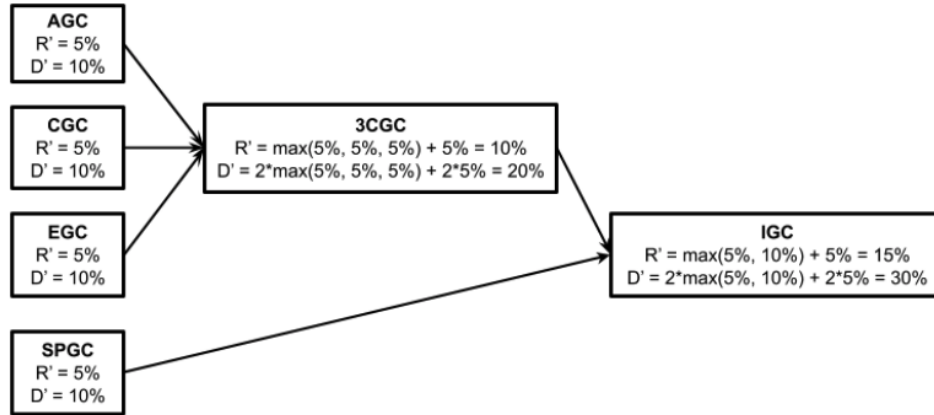 AGC
R' = 5%
D' = 10%
CGC
R' = 5%
D' = 10%
EGC
R' = 5%
D' = 10%
SPGC
R' = 5%
D' = 10%
3CGC
R' = max(5%, 5%, 5%) + 5% = 10%
D' = 2*max(5%, 5%, 5%) + 2*5% = 20%
IGC
R' = max(5%, 10%) + 5% = 15%
D' = 2*max(5%, 10%) + 2*5% = 30%